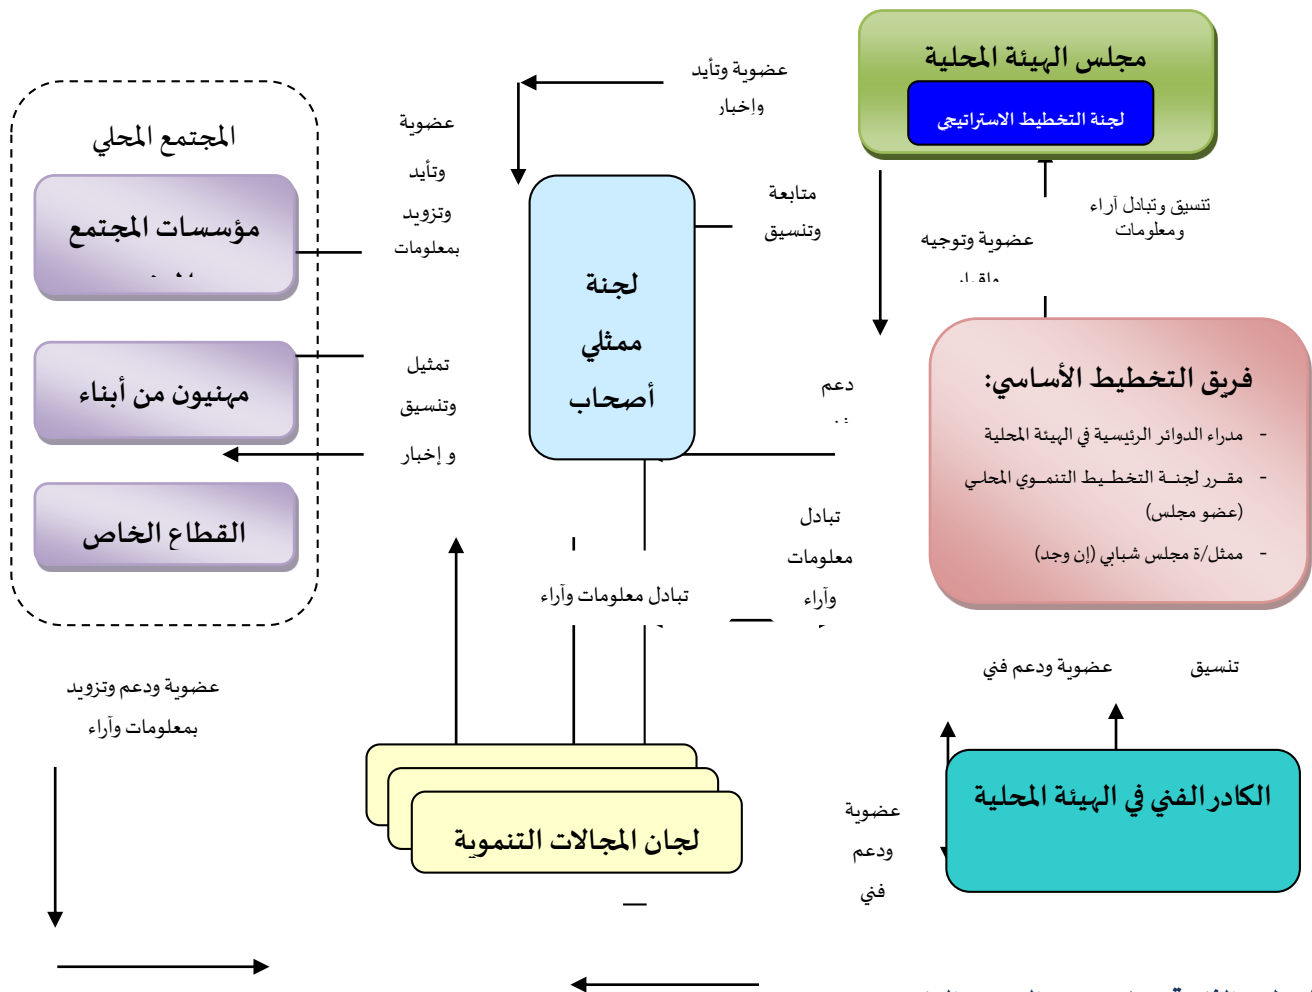 مجلس الهيئة المحلية
لجنة التخطيط الاستراتيجي
عضوية وتأيد
وإخبار
عضوية
وتأيد
وتزويد
بمعلومات
المجتمع المحلي
مؤسسات المجتمع
مهنيون من أبناء
القطاع الخاص
متابعة
وتنسيق
تنسيق وتبادل آراء
ومعلومات
عضوية وتوجيه
لجنة
ممثلي
أصحاب
تمثيل
وتنسيق
و إخبار
دعم
فريق التخطيط الأساسي:
- مدراء الدوائر الرئيسية في الهيئة المحلية
- مقرر لجنة التخطيط التنموي المحلي
(عضو مجلس)
- ممثل/ة مجلس شبابي (إن وجد)
تبادل
معلومات
وآراء
تبادل معلومات وآراء
تنسيق
عضوية ودعم فني
عضوية ودعم وتزويد
بمعلومات وآراء
الكادر الفني في الهيئة المحلية
عضوية
ودعم
فني
لجان المجالات التنموية